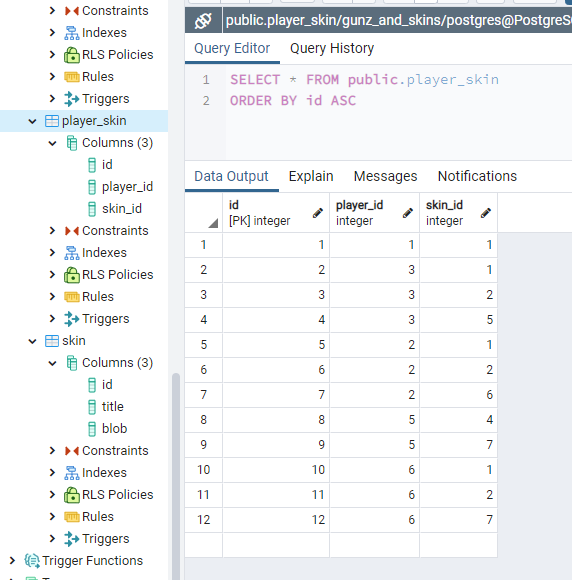 Constraints
Indexes
RLS Policies
Rules
Triggers
player_skin
Columns (3)
id
player_id
skin_id
Constraints
Indexes
RLS Policies
Rules
Triggers
skin
Columns (3)
id
title
blob
Constraints
Indexes
RLS Policies
Rules
Triggers
Trigger Functions
public.player_skin/gunz_and_skins/postgres@PostgreS
Query Editor Query History
1 SELECT * FROM public.player_skin
2 ORDER BY id ASC
Data Output Explain Messages Notifications
id player_id skin_id
[PK] integer integer integer
1 1 1 1
2 2 3 1
3 3 3 2
4 4 3 5
5 5 2 1
6 6 2 2
7 7 2 6
8 8 5 4
9 9 5 7
10 10 6 1
11 11 6 2
12 12 6 7